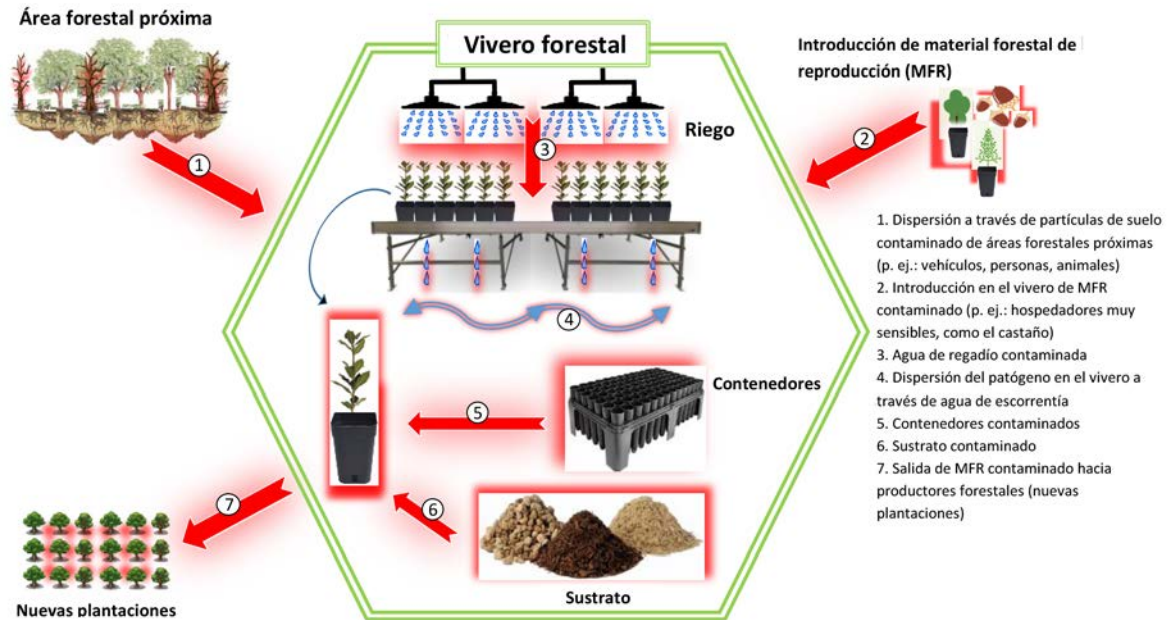 Área forestal próxima
Vivero forestal
Introducción de material forestal de
reproducción (MFR)
Riego
1
2
3
4
1. Dispersión a través de partículas de suelo
contaminado de áreas forestales próximas
(p. ej.: vehículos, personas, animales)
2. Introducción en el vivero de MFR
contaminado (p. ej.: hospedadores muy
sensibles, como el castaño)
3. Agua de regadío contaminada
4. Dispersión del patógeno en el vivero a
través de agua de escorrentía
5. Contenedores contaminados
6. Sustrato contaminado
7. Salida de MFR contaminado hacia
productores forestales (nuevas
plantaciones)
Contenedores
5
6
7
Sustrato
Nuevas plantaciones